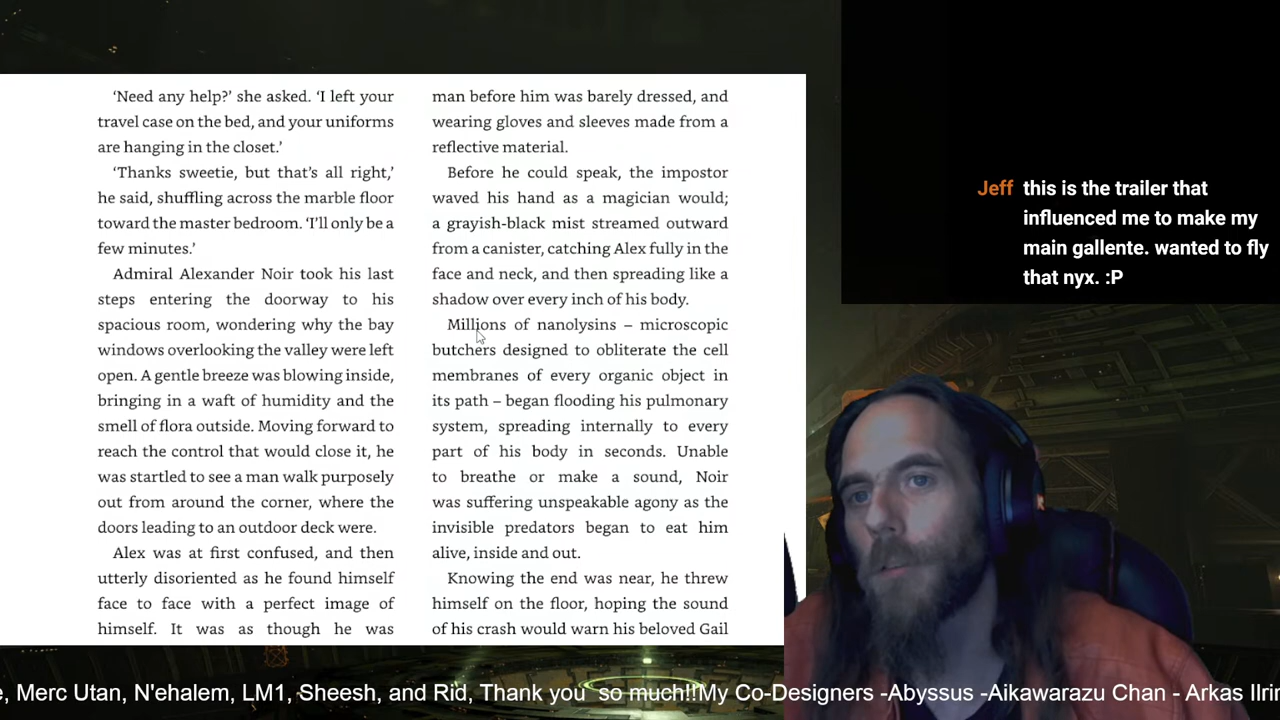 ‘Need any help?’ she asked. ‘I left your
travel case on the bed, and your uniforms
are hanging in the closet.’
‘Thanks sweetie, but that’s all right,’
he said, shuffling across the marble floor
toward the master bedroom. ‘I’ll only be a
few minutes.’
Admiral Alexander Noir took his last
steps entering the doorway to his
spacious room, wondering why the bay
windows overlooking the valley were left
open. A gentle breeze was blowing inside,
bringing in a waft of humidity and the
smell of flora outside. Moving forward to
reach the control that would close it, he
was startled to see a man walk purposely
out from around the corner, where the
doors leading to an outdoor deck were.
Alex was at first confused, and then
utterly disoriented as he found himself
face to face with a perfect image of
himself. It was as though he was
man before him was barely dressed, and
wearing gloves and sleeves made from a
reflective material.
Before he could speak, the impostor
waved his hand as a magician would;
a grayish-black mist streamed outward
from a canister, catching Alex fully in the
face and neck, and then spreading like a
shadow over every inch of his body.
Millions of nanolysins – microscopic
butchers designed to obliterate the cell
membranes of every organic object in
its path – began flooding his pulmonary
system, spreading internally to every
part of his body in seconds. Unable
to breathe or make a sound, Noir
was suffering unspeakable agony as the
invisible predators began to eat him
alive, inside and out.
Knowing the end was near, he threw
himself on the floor, hoping the sound
of his crash would warn his beloved Gail
Jeff this is the trailer that
influenced me to make my
main gallente. wanted to fly
that nyx. :P
e, Merc Utan, N'ehalem, LM1, Sheesh, and Rid, Thank you so much!!My Co-Designers -Abyssus -Aikawarazu Chan - Arkas Ilrin